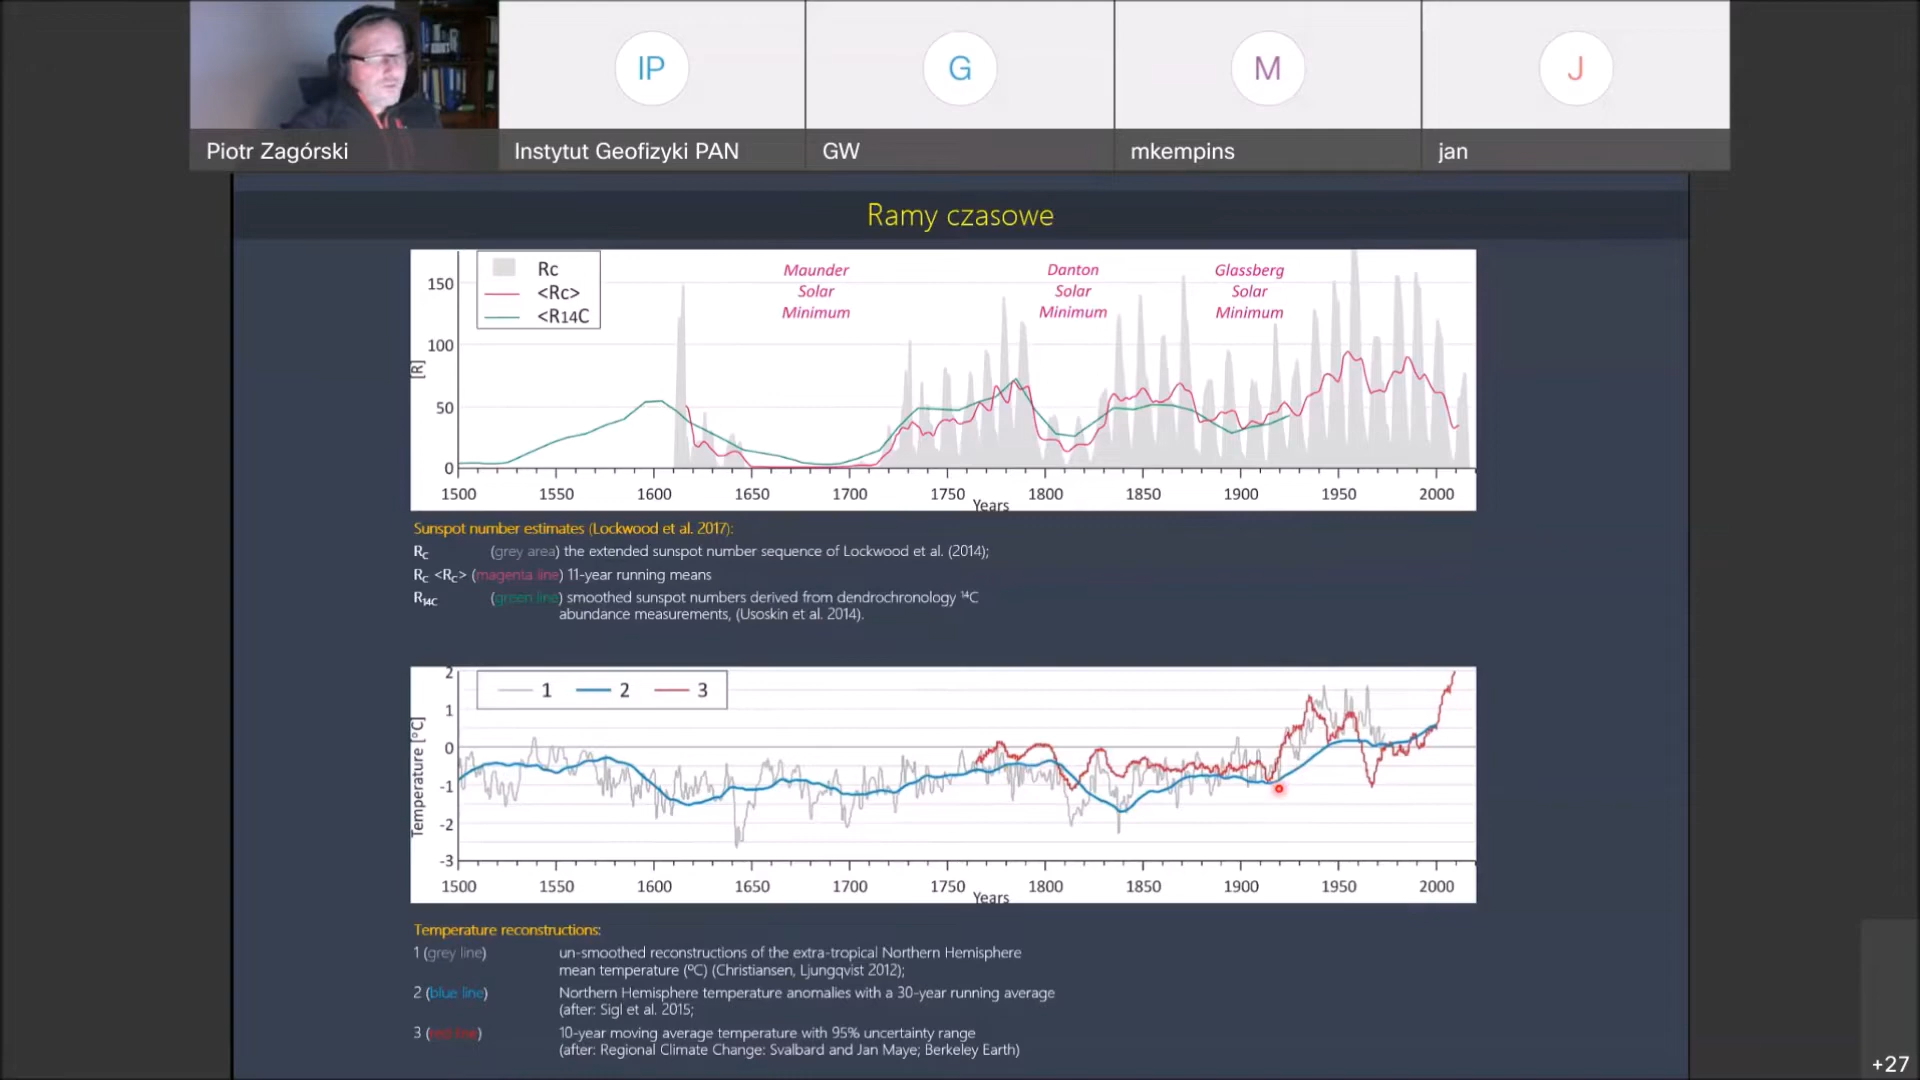 IP
G
M
J
Piotr Zagórski
Instytut Geofizyki PAN
GW
mkempins
jan
Ramy czasowe
Rc
<Rc>
<R14C
Maunder
Solar
Minimum
Danton
Solar
Minimum
Glassberg
Solar
Minimum
150
100
50
0
[R]
1500 1550 1600 1650 1700 1750 1800 1850 1900 1950 2000
Years
Sunspot number estimates (Lockwood et al. 2017):
RC (grey area) the extended sunspot number sequence of Lockwood et al. (2014);
RC <RC> (magenta line) 11-year running means
R14C (green line) smoothed sunspot numbers derived from dendrochronology ¹⁴C
abundance measurements, (Usoskin et al. 2014).
1 2 3
2
1
0
-1
-2
-3
Temperature [°C]
1500 1550 1600 1650 1700 1750 1800 1850 1900 1950 2000
Years
Temperature reconstructions:
1 (grey line) un-smoothed reconstructions of the extra-tropical Northern Hemisphere
mean temperature (ºC) (Christiansen, Ljungqvist 2012);
2 (blue line) Northern Hemisphere temperature anomalies with a 30-year running average
(after: Sigl et al. 2015;
3 (red line) 10-year moving average temperature with 95% uncertainty range
(after: Regional Climate Change: Svalbard and Jan Maye; Berkeley Earth)
+27